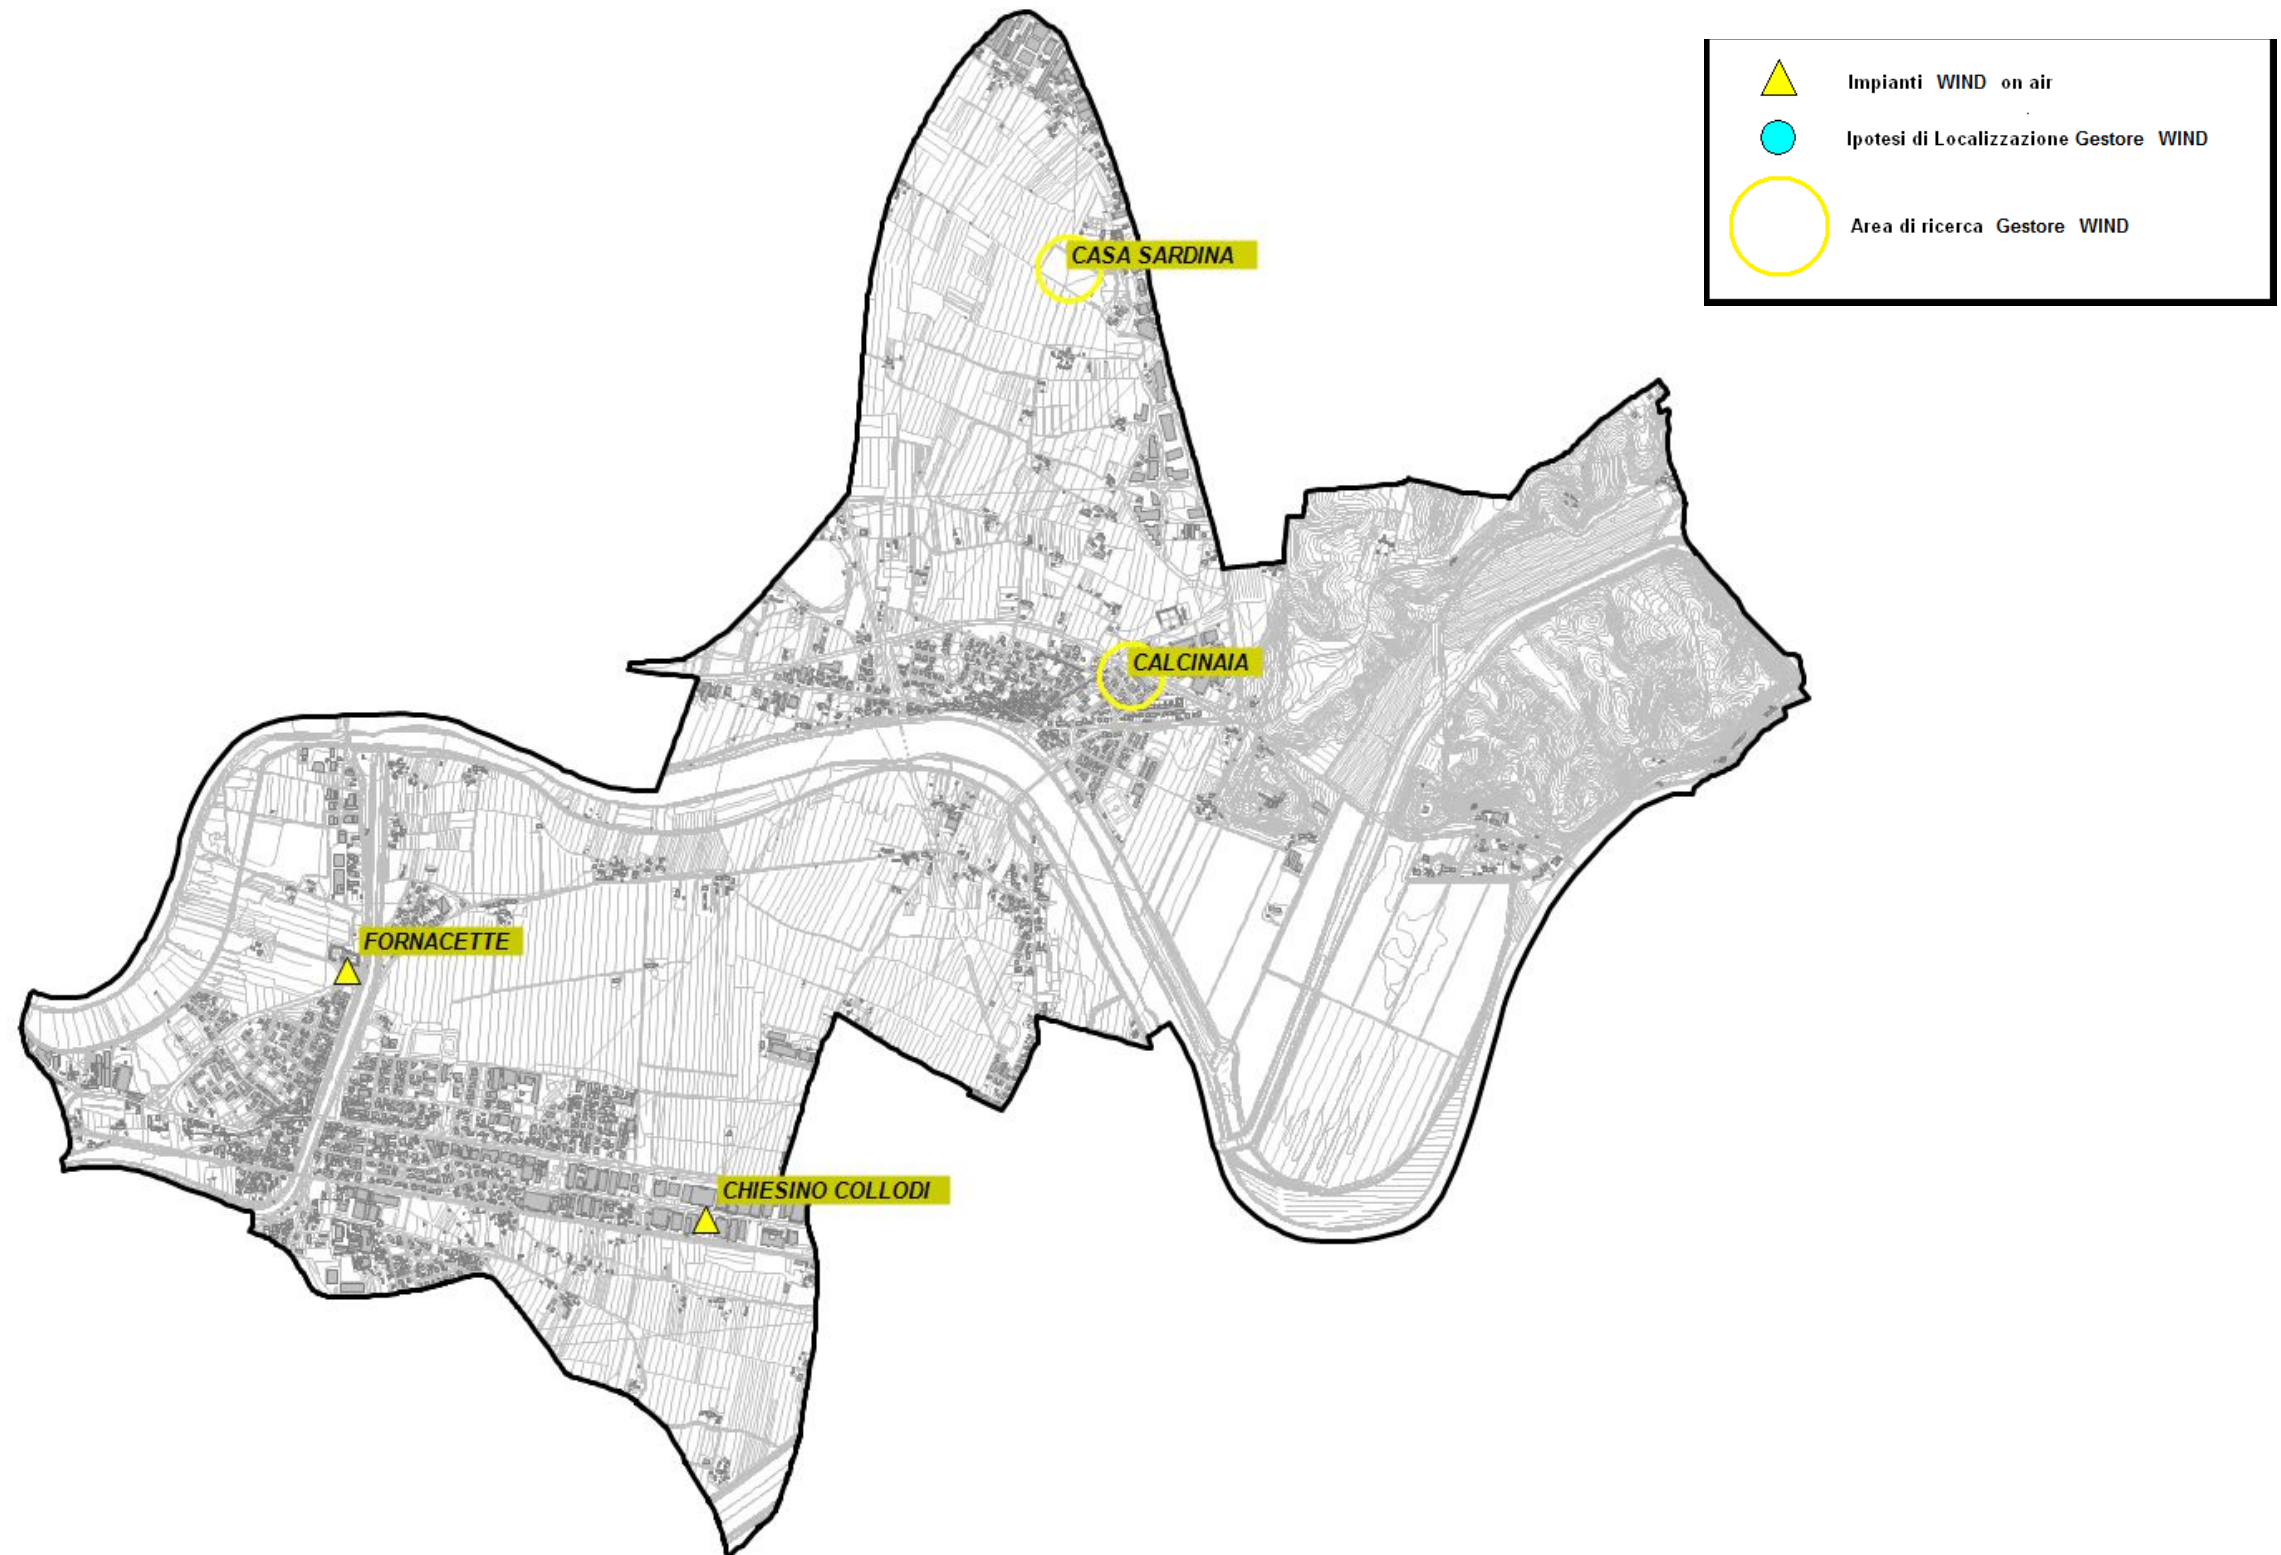 Impianti WIND on air
Ipotesi di Localizzazione Gestore WIND
Area di ricerca Gestore WIND
CASA SARDINA
CALCINAIA
FORNACETTE
CHIESINO COLLODI